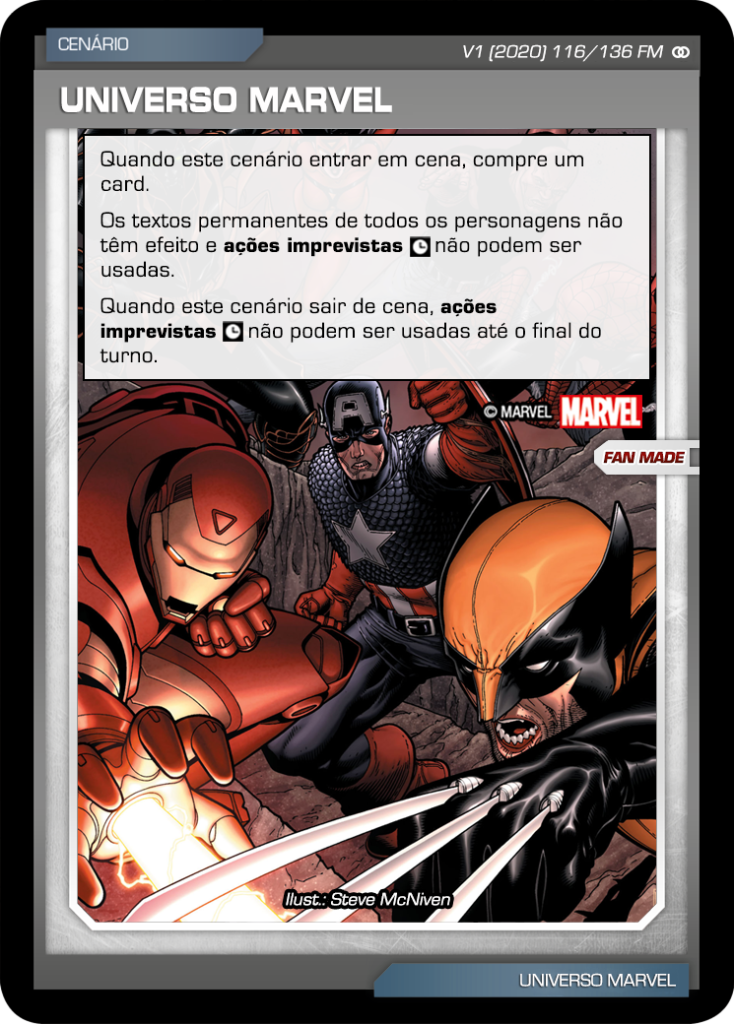 CENÁRIO
V1 (2020) 116/136 FM
UNIVERSO MARVEL
Quando este cenário entrar em cena, compre um
card.
Os textos permanentes de todos os personagens não
têm efeito e ações imprevistas não podem ser
usadas.
Quando este cenário sair de cena, ações
imprevistas não podem ser usadas até o final do
turno.
© MARVEL MARVEL
FAN MADE
Ilust.: Steve McNiven
UNIVERSO MARVEL